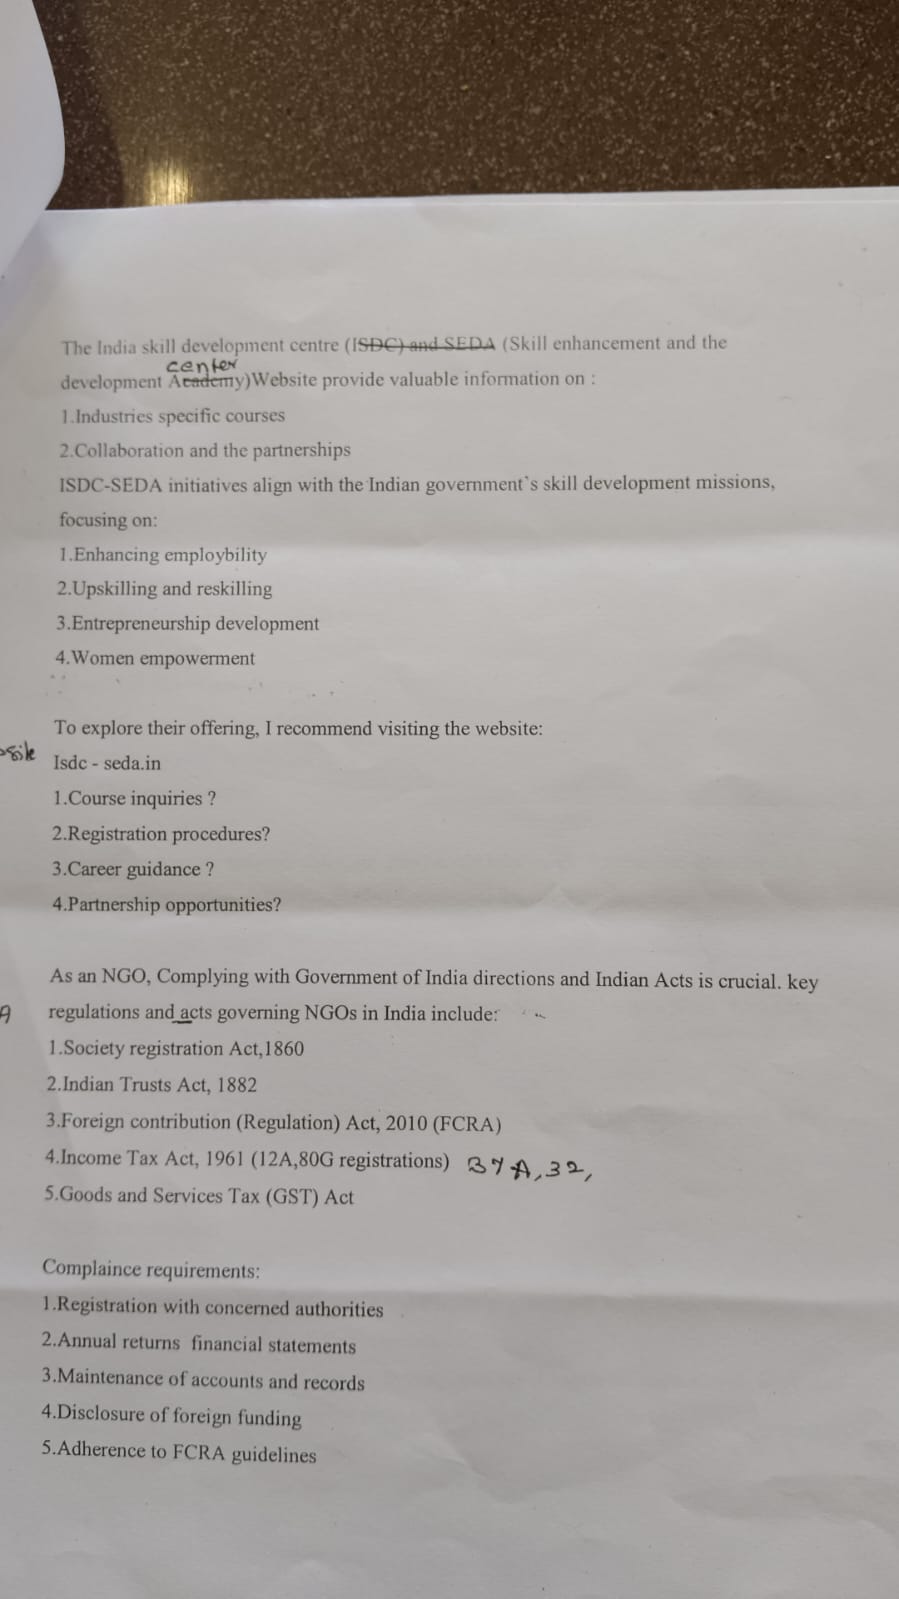 The India skill development centre (ISDC) and SEDA (Skill enhancement and the
center
development Academy)Website provide valuable information on :
1.Industries specific courses
2.Collaboration and the partnerships
ISDC-SEDA initiatives align with the Indian government`s skill development missions,
focusing on:
1.Enhancing employbility
2.Upskilling and reskilling
3.Entrepreneurship development
4.Women empowerment
To explore their offering, I recommend visiting the website:
Isdc - seda.in
1.Course inquiries ?
2.Registration procedures?
3.Career guidance ?
4.Partnership opportunities?
As an NGO, Complying with Government of India directions and Indian Acts is crucial. key
regulations and acts governing NGOs in India include:
1.Society registration Act,1860
2.Indian Trusts Act, 1882
3.Foreign contribution (Regulation) Act, 2010 (FCRA)
4.Income Tax Act, 1961 (12A,80G registrations) 37A,32,
5.Goods and Services Tax (GST) Act
Complaince requirements:
1.Registration with concerned authorities
2.Annual returns financial statements
3.Maintenance of accounts and records
4.Disclosure of foreign funding
5.Adherence to FCRA guidelines